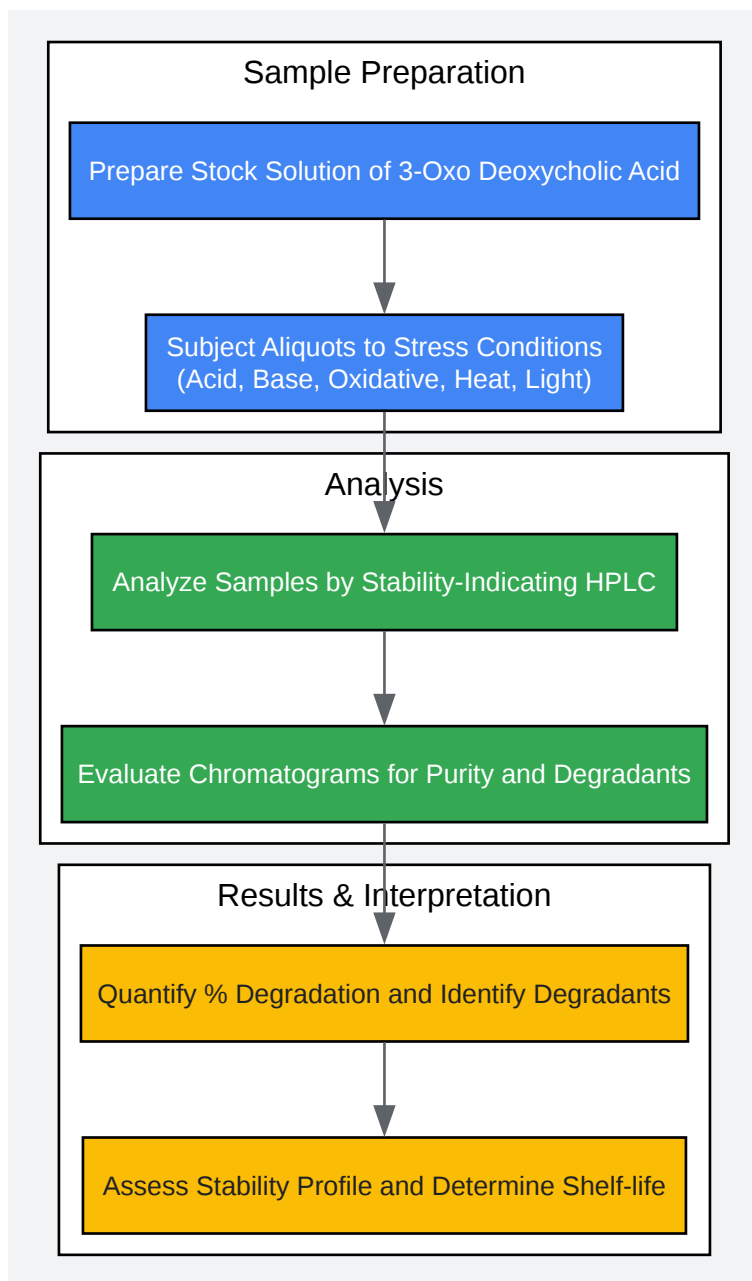 Sample Preparation
Prepare Stock Solution of 3-Oxo Deoxycholic Acid
Subject Aliquots to Stress Conditions
(Acid, Base, Oxidative, Heat, Light)
Analysis
Analyze Samples by Stability-Indicating HPLC
Evaluate Chromatograms for Purity and Degradants
Results & Interpretation
Quantify % Degradation and Identify Degradants
Assess Stability Profile and Determine Shelf-life